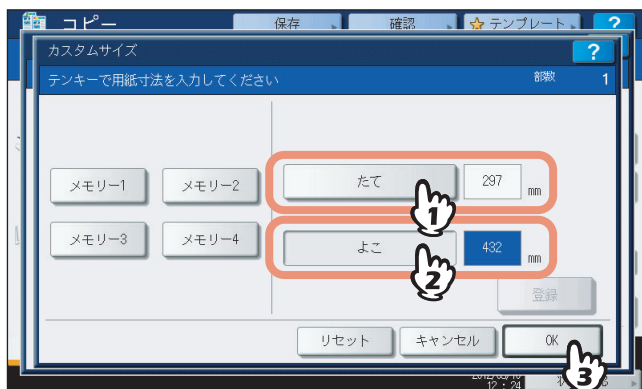 コピー
保存
確認
テンプレート
?
カスタムサイズ
?
テンキーで用紙寸法を入力してください
部数 1
メモリー1
メモリー2
たて
297
mm
1
メモリー3
メモリー4
よこ
432
mm
2
登録
リセット
キャンセル
OK
3
12:24